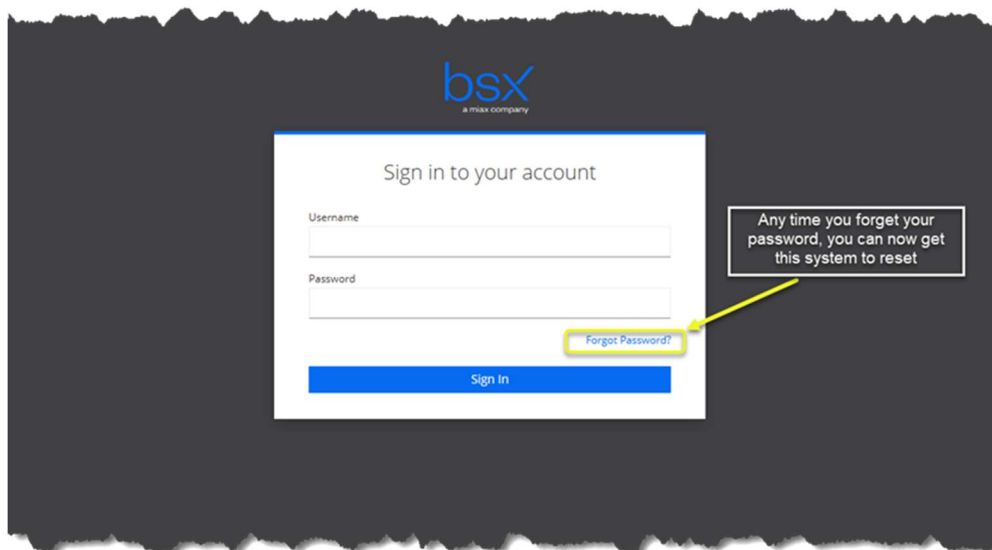 bsx
a miax company
Sign in to your account
Username
Any time you forget your
password, you can now get
this system to reset
Password
Forgot Password?
Sign In